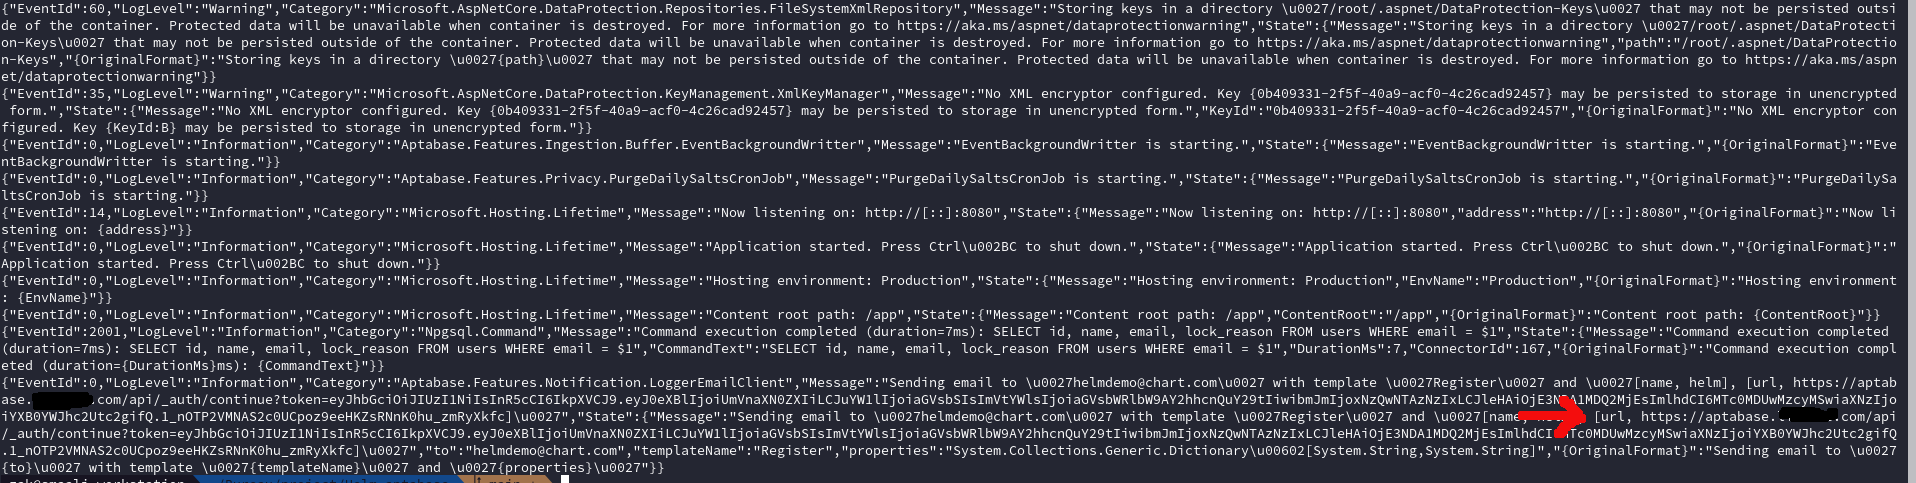 {"EventId":60,"LogLevel":"Warning","Category":"Microsoft.AspNetCore.DataProtection.Repositories.FileSystemXmlRepository","Message":"Storing keys in a directory \u0027/root/.aspnet/DataProtection-Keys\u0027 that may not be persisted outsi
de of the container. Protected data will be unavailable when container is destroyed. For more information go to https://aka.ms/aspnet/dataprotectionwarning","State":{"Message":"Storing keys in a directory \u0027/root/.aspnet/DataProtecti
on-Keys\u0027 that may not be persisted outside of the container. Protected data will be unavailable when container is destroyed. For more information go to https://aka.ms/aspnet/dataprotectionwarning","path":"/root/.aspnet/DataProtectio
n-Keys","{OriginalFormat}":"Storing keys in a directory \u0027{path}\u0027 that may not be persisted outside of the container. Protected data will be unavailable when container is destroyed. For more information go to https://aka.ms/aspn
et/dataprotectionwarning"}}
{"EventId":35,"LogLevel":"Warning","Category":"Microsoft.AspNetCore.DataProtection.KeyManagement.XmlKeyManager","Message":"No XML encryptor configured. Key {0b409331-2f5f-40a9-acf0-4c26cad92457} may be persisted to storage in unencrypted
form.","State":{"Message":"No XML encryptor configured. Key {0b409331-2f5f-40a9-acf0-4c26cad92457} may be persisted to storage in unencrypted form.","KeyId":"0b409331-2f5f-40a9-acf0-4c26cad92457","{OriginalFormat}":"No XML encryptor con
figured. Key {KeyId:B} may be persisted to storage in unencrypted form."}}
{"EventId":0,"LogLevel":"Information","Category":"Aptabase.Features.Ingestion.Buffer.EventBackgroundWritter","Message":"EventBackgroundWritter is starting.","State":{"Message":"EventBackgroundWritter is starting.","{OriginalFormat}":"Eve
ntBackgroundWritter is starting."}}
{"EventId":0,"LogLevel":"Information","Category":"Aptabase.Features.Privacy.PurgeDailySaltsCronJob","Message":"PurgeDailySaltsCronJob is starting.","State":{"Message":"PurgeDailySaltsCronJob is starting.","{OriginalFormat}":"PurgeDailySa
ltsCronJob is starting."}}
{"EventId":14,"LogLevel":"Information","Category":"Microsoft.Hosting.Lifetime","Message":"Now listening on: http://[::]:8080","State":{"Message":"Now listening on: http://[::]:8080","address":"http://[::]:8080","{OriginalFormat}":"Now li
stening on: {address}"}}
{"EventId":0,"LogLevel":"Information","Category":"Microsoft.Hosting.Lifetime","Message":"Application started. Press Ctrl\u002BC to shut down.","State":{"Message":"Application started. Press Ctrl\u002BC to shut down.","{OriginalFormat}":"
Application started. Press Ctrl\u002BC to shut down."}}
{"EventId":0,"LogLevel":"Information","Category":"Microsoft.Hosting.Lifetime","Message":"Hosting environment: Production","State":{"Message":"Hosting environment: Production","EnvName":"Production","{OriginalFormat}":"Hosting environment
: {EnvName}"}}
{"EventId":0,"LogLevel":"Information","Category":"Microsoft.Hosting.Lifetime","Message":"Content root path: /app","State":{"Message":"Content root path: /app","ContentRoot":"/app","{OriginalFormat}":"Content root path: {ContentRoot}"}}
{"EventId":2001,"LogLevel":"Information","Category":"Npgsql.Command","Message":"Command execution completed (duration=7ms): SELECT id, name, email, lock_reason FROM users WHERE email = $1","State":{"Message":"Command execution completed
(duration=7ms): SELECT id, name, email, lock_reason FROM users WHERE email = $1","CommandText":"SELECT id, name, email, lock_reason FROM users WHERE email = $1","DurationMs":7,"ConnectorId":167,"{OriginalFormat}":"Command execution compl
eted (duration={DurationMs}ms): {CommandText}"}}
{"EventId":0,"LogLevel":"Information","Category":"Aptabase.Features.Notification.LoggerEmailClient","Message":"Sending email to \u0027helmdemo@chart.com\u0027 with template \u0027Register\u0027 and \u0027[name, helm], [url, https://aptab
ase. .com/api/_auth/continue?token=
","State":{"Message":"Sending email to \u0027helmdemo@chart.com\u0027 with template \u0027Register\u0027 and \u0027[name [url, https://aptabase. .com/api
/_auth/continue?token=
]\u0027","to":"helmdemo@chart.com","templateName":"Register","properties":"System.Collections.Generic.Dictionary\u00602[System.String,System.String]","{OriginalFormat}":"Sending email to \u0027
{to}\u0027 with template \u0027{templateName}\u0027 and \u0027{properties}\u0027"}}